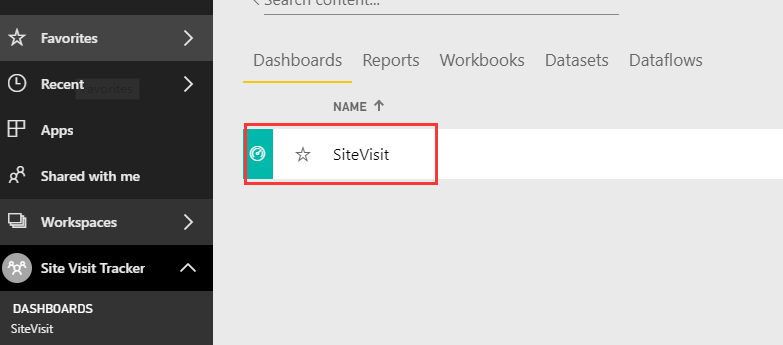 Search content...
Favorites
Recent
Favorites
Apps
Shared with me
Workspaces
Site Visit Tracker
DASHBOARDS
SiteVisit
Dashboards Reports Workbooks Datasets Dataflows
NAME
SiteVisit